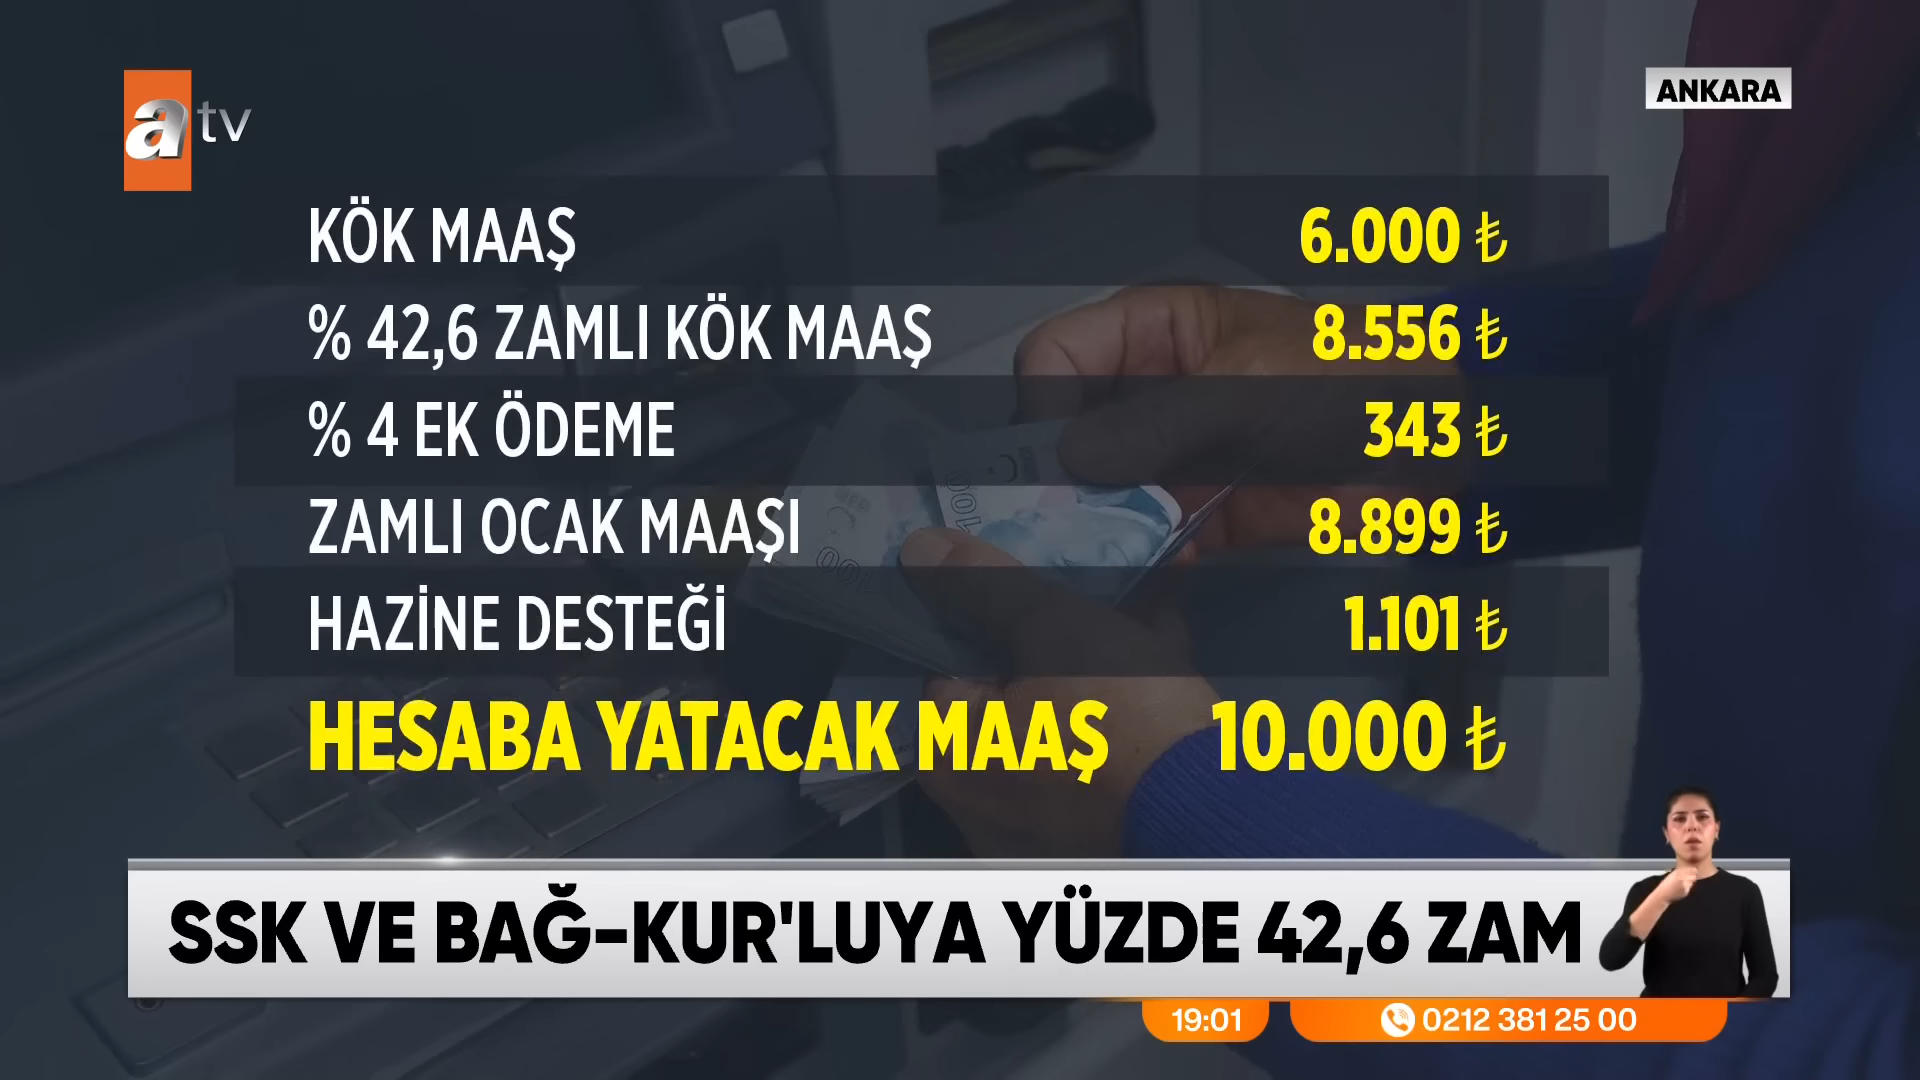 atv
ANKARA
KÖK MAAŞ 6.000 ₺
% 42,6 ZAMLI KÖK MAAŞ 8.556 ₺
% 4 EK ÖDEME 343 ₺
ZAMLI OCAK MAAŞI 8.899 ₺
HAZİNE DESTEĞİ 1.101 ₺
HESABA YATACAK MAAŞ 10.000 ₺
SSK VE BAĞ-KUR'LUYA YÜZDE 42,6 ZAM
19:01 0212 381 25 00
100
100